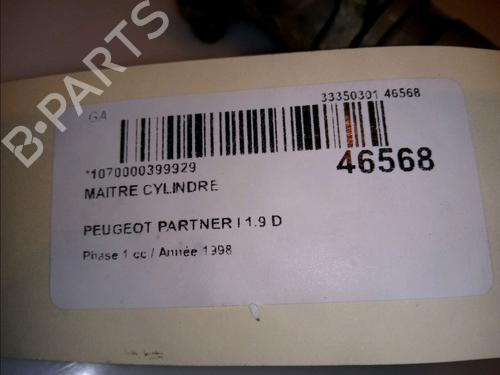 B-PARTS
GA
33350301 46568
*1070000399929
46568
MAITRE CYLINDRE
PEUGEOT PARTNER I 1.9 D
Phase 1 cc / Année 1998